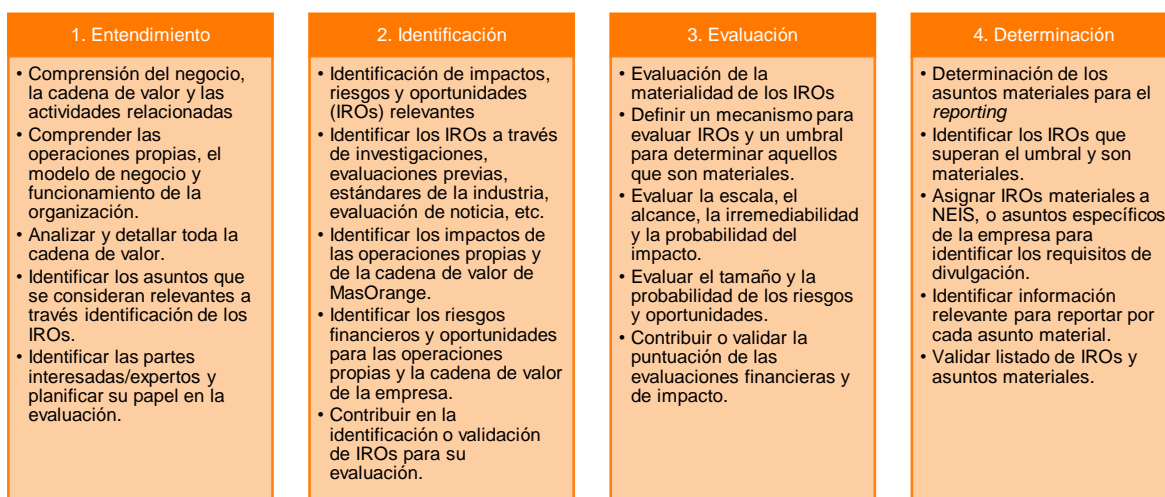 1. Entendimiento
• Comprensión del negocio,
la cadena de valor y las
actividades relacionadas
• Comprender las
operaciones propias, el
modelo de negocio y
funcionamiento de la
organización.
• Analizar y detallar toda la
cadena de valor.
• Identificar los asuntos que
se consideran relevantes a
través identificación de los
IROs.
• Identificar las partes
interesadas/expertos y
planificar su papel en la
evaluación.
2. Identificación
• Identificación de impactos,
riesgos y oportunidades
(IROs) relevantes
• Identificar los IROs a través
de investigaciones,
evaluaciones previas,
estándares de la industria,
evaluación de noticia, etc.
• Identificar los impactos de
las operaciones propias y
de la cadena de valor de
MasOrange.
• Identificar los riesgos
financieros y oportunidades
para las operaciones
propias y la cadena de valor
de la empresa.
• Contribuir en la
identificación o validación
de IROs para su
evaluación.
3. Evaluación
• Evaluación de la
materialidad de los IROs
• Definir un mecanismo para
evaluar IROs y un umbral
para determinar aquellos
que son materiales.
• Evaluar la escala, el
alcance, la irremediabilidad
y la probabilidad del
impacto.
• Evaluar el tamaño y la
probabilidad de los riesgos
y oportunidades.
• Contribuir o validar la
puntuación de las
evaluaciones financieras y
de impacto.
4. Determinación
• Determinación de los
asuntos materiales para el
reporting
• Identificar los IROs que
superan el umbral y son
materiales.
• Asignar IROs materiales a
NEIS, o asuntos específicos
de la empresa para
identificar los requisitos de
divulgación.
• Identificar información
relevante para reportar por
cada asunto material.
• Validar listado de IROs y
asuntos materiales.